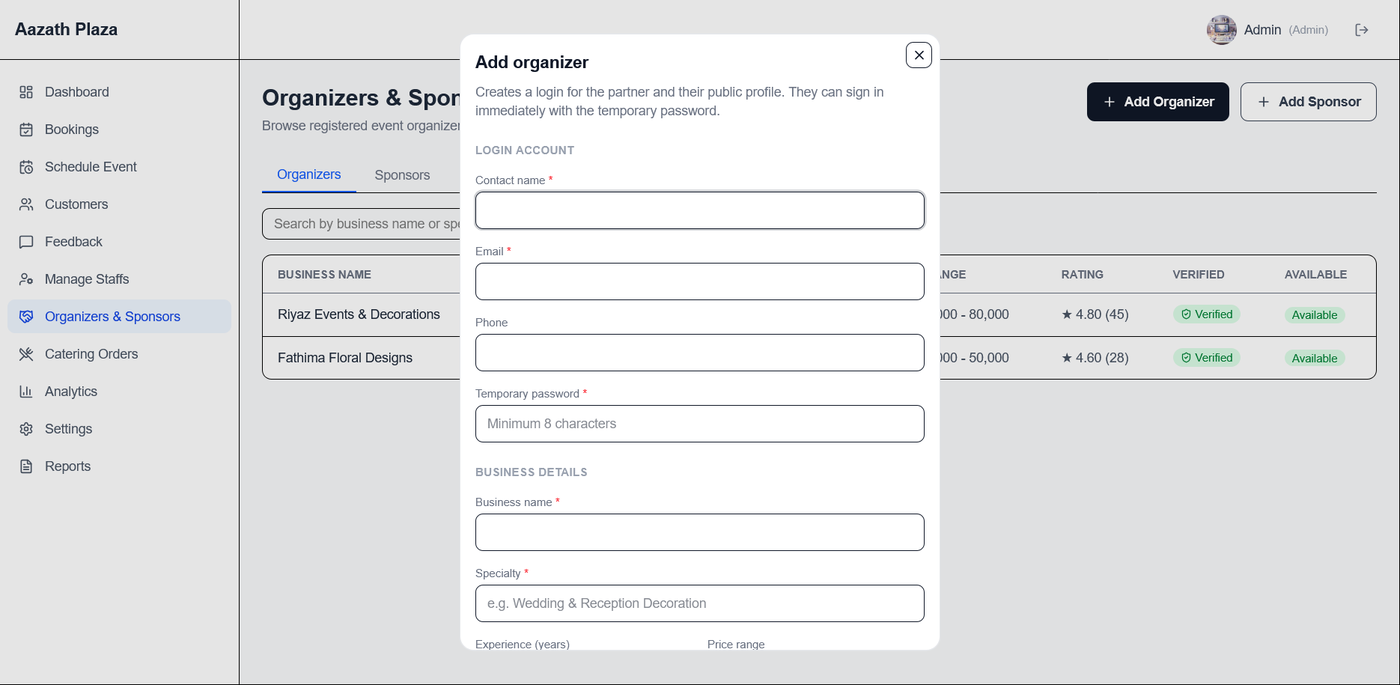 Aazath Plaza
Admin (Admin)
Dashboard
Bookings
Schedule Event
Customers
Feedback
Manage Staffs
Organizers & Sponsors
Catering Orders
Analytics
Settings
Reports
Organizers & Spon
Browse registered event organizer
Add Organizer
Add Sponsor
Organizers
Sponsors
Search by business name or spe
BUSINESS NAME
RATING
VERIFIED
AVAILABLE
Riyaz Events & Decorations
000 - 80,000
★ 4.80 (45)
Verified
Available
Fathima Floral Designs
000 - 50,000
★ 4.60 (28)
Verified
Available
Add organizer
Creates a login for the partner and their public profile. They can sign in
immediately with the temporary password.
LOGIN ACCOUNT
Contact name *
Email *
Phone
Temporary password *
Minimum 8 characters
BUSINESS DETAILS
Business name *
Specialty *
e.g. Wedding & Reception Decoration
Experience (years)
Price range